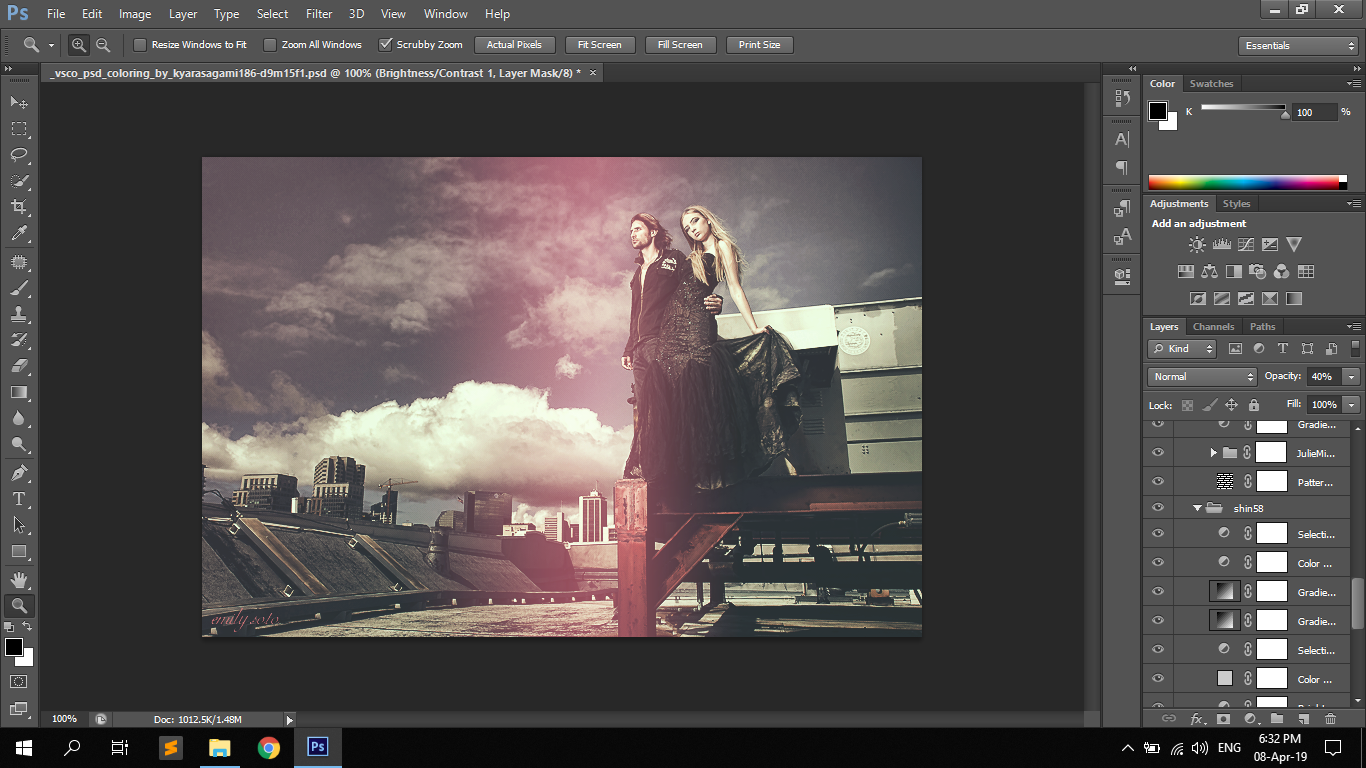 Ps File Edit Image Layer Type Select Filter 3D View Window Help
Resize Windows to Fit Zoom All Windows Scrubby Zoom Actual Pixels Fit Screen Fill Screen Print Size Essentials
_vsco_psd_coloring_by_kyarasagami186-d9m15f1.psd @ 100% (Brightness/Contrast 1, Layer Mask/8) * ×
Color Swatches
K 100 %
Adjustments Styles
Add an adjustment
Layers Channels Paths
Kind
Normal Opacity: 40%
Lock: Fill: 100%
Gradie...
JulieMi...
Patter...
shin58
Selecti...
Color ...
Gradie...
Gradie...
Selecti...
Color ...
emily soto
100% Doc: 1012.5K/1.48M
fx
Ps ENG 6:32 PM
08-Apr-19